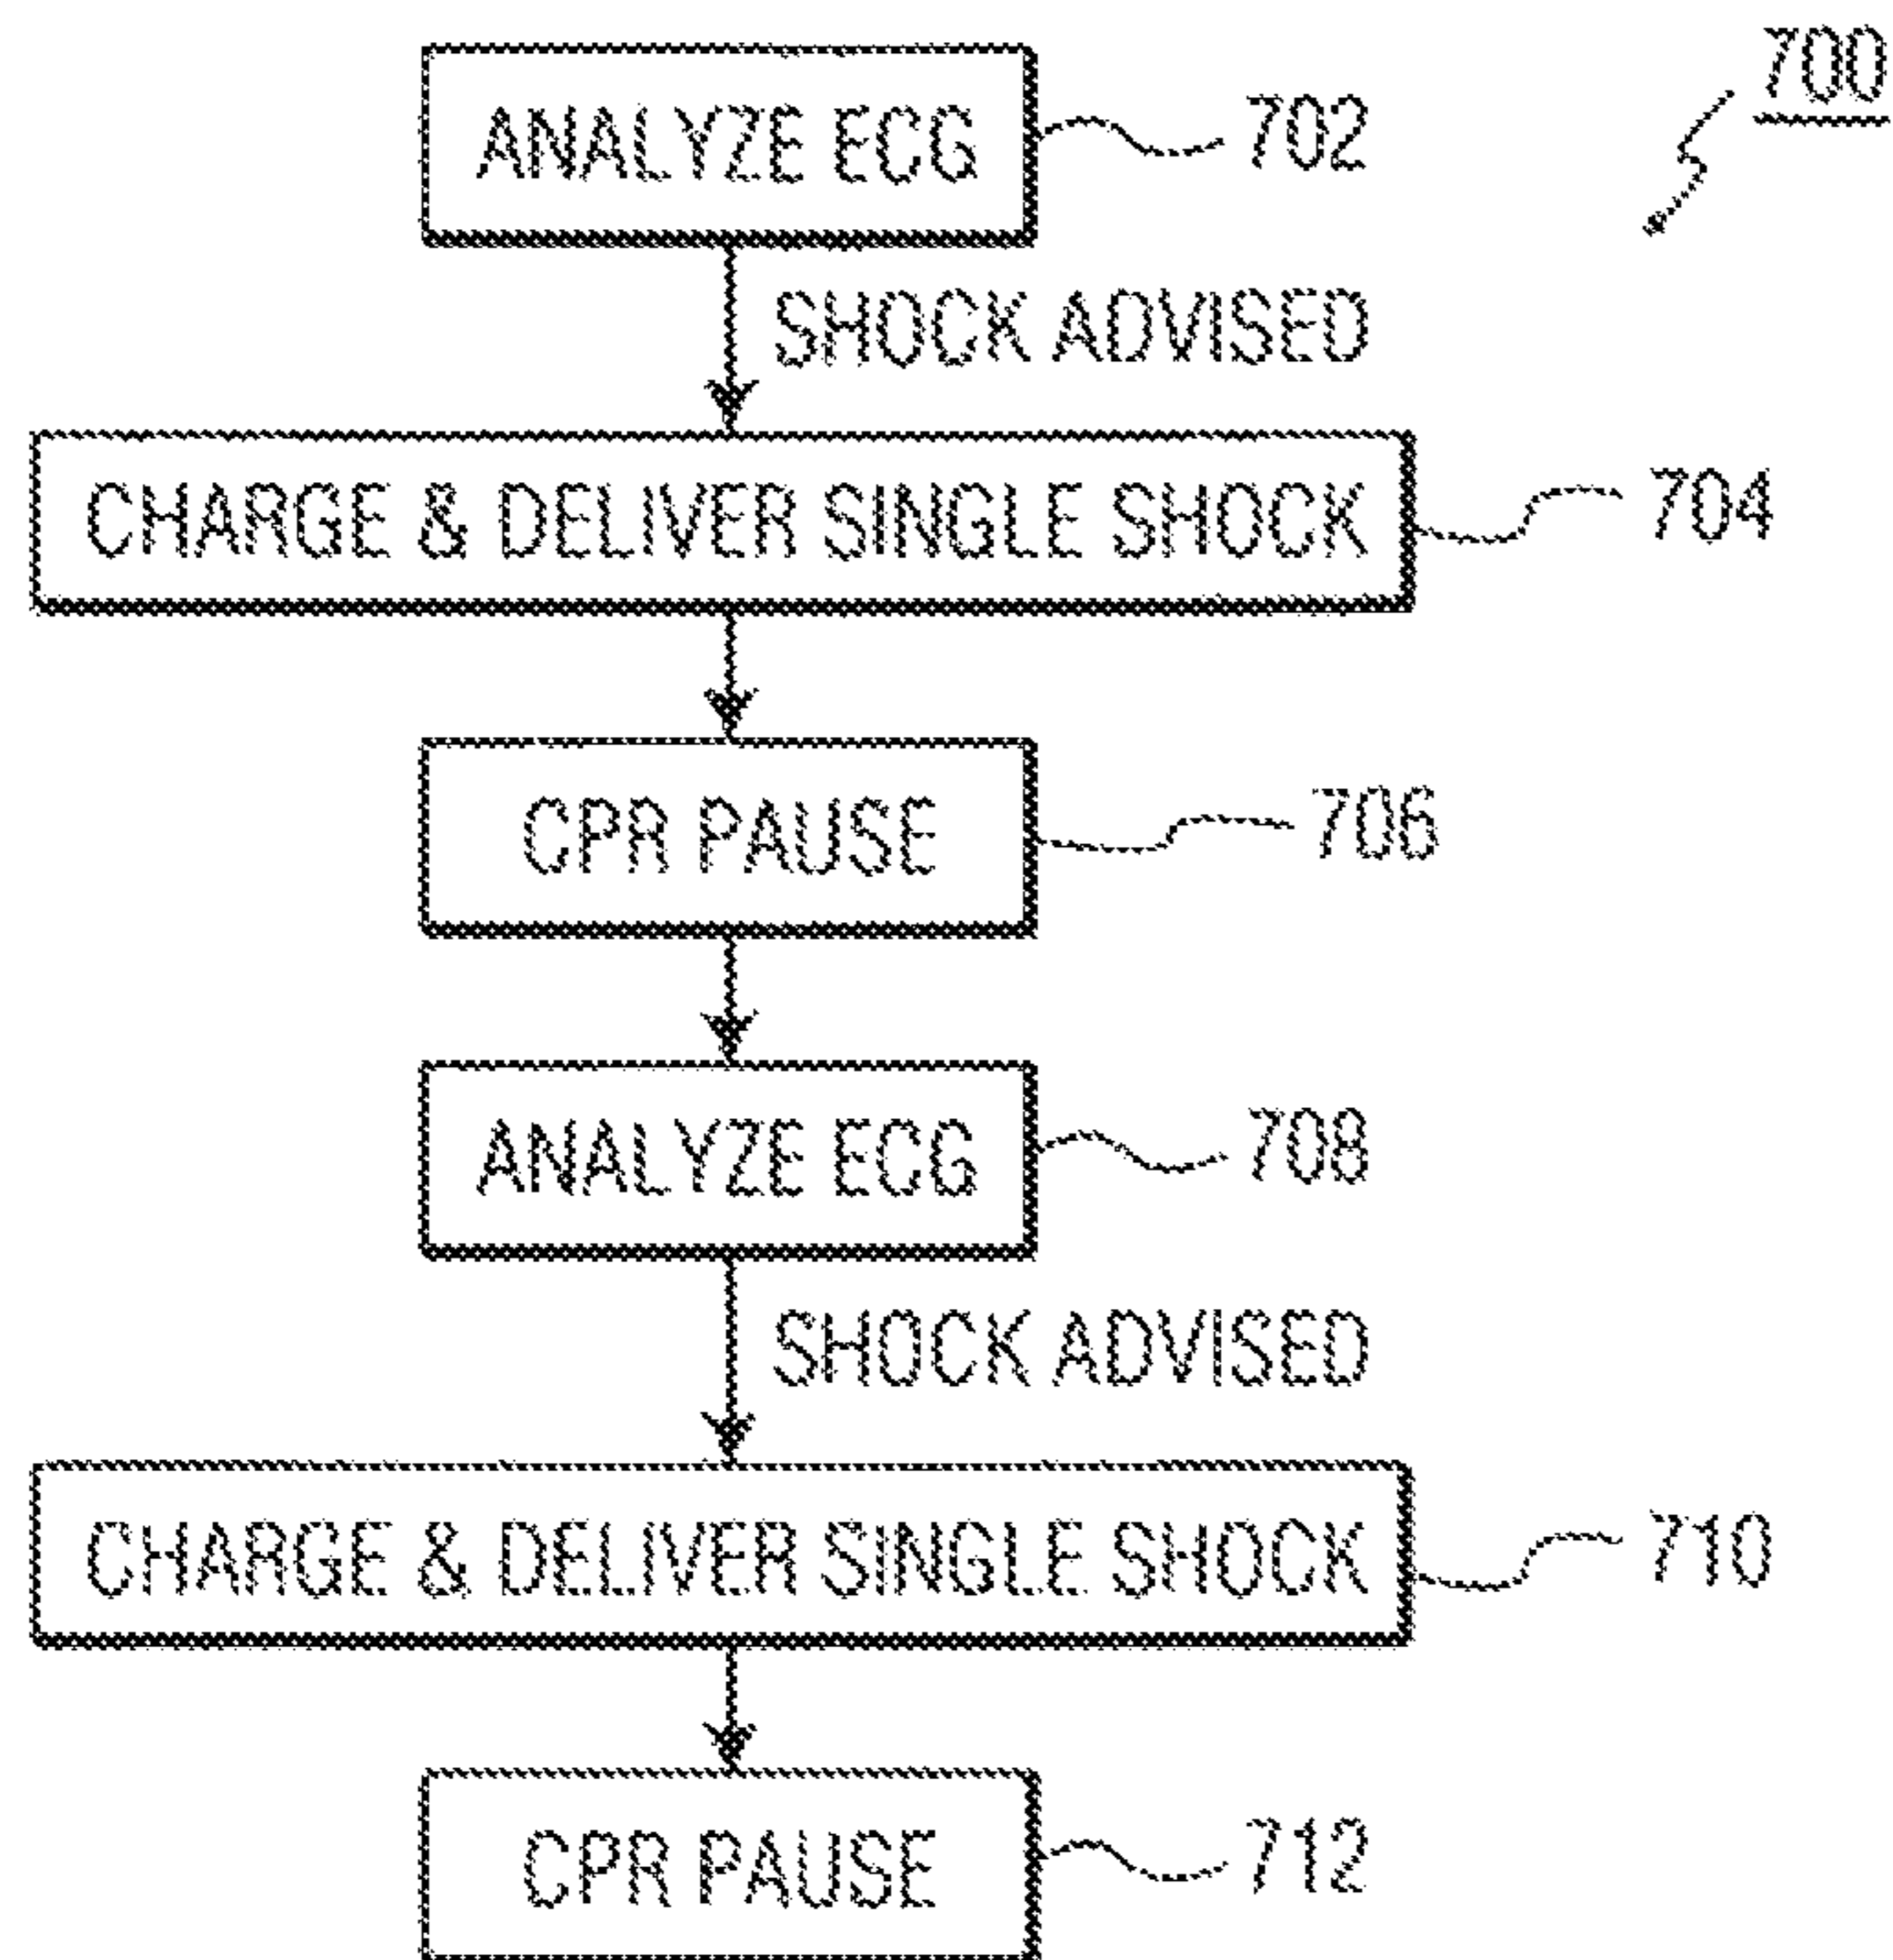 700
ANALYZE ECG 702
SHOCK ADVISED
CHARGE & DELIVER SINGLE SHOCK 704
CPR PAUSE 706
ANALYZE ECG 708
SHOCK ADVISED
CHARGE & DELIVER SINGLE SHOCK 710
CPR PAUSE 712